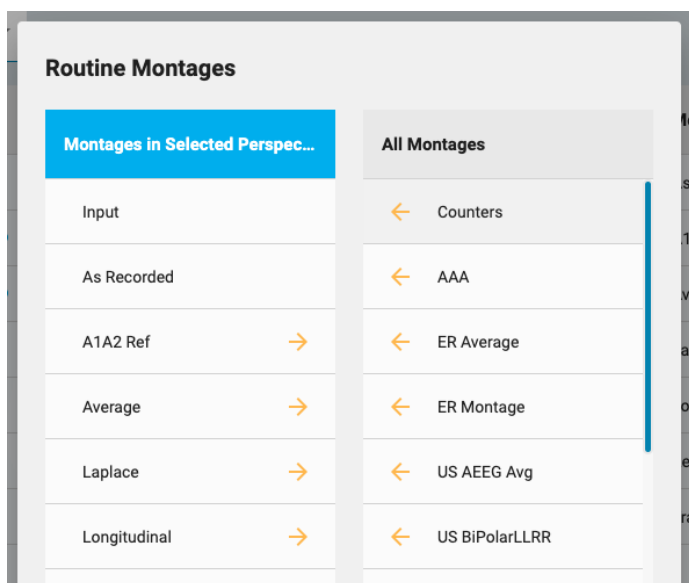 Routine Montages
Montages in Selected Perspec...
All Montages
Input
Counters
As Recorded
AAA
A1A2 Ref
ER Average
Average
ER Montage
Laplace
US AEEG Avg
Longitudinal
US BiPolarLLRR